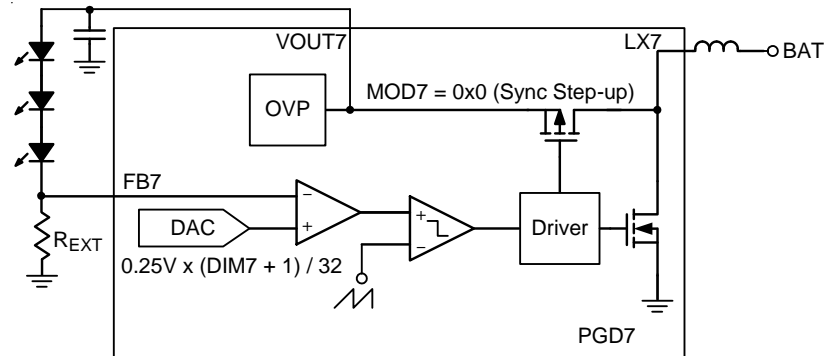 VOUT7
LX7
BAT
MOD7 = 0x0 (Sync Step-up)
OVP
FB7
DAC
Driver
REXT
0.25V x (DIM7 + 1) / 32
PGD7